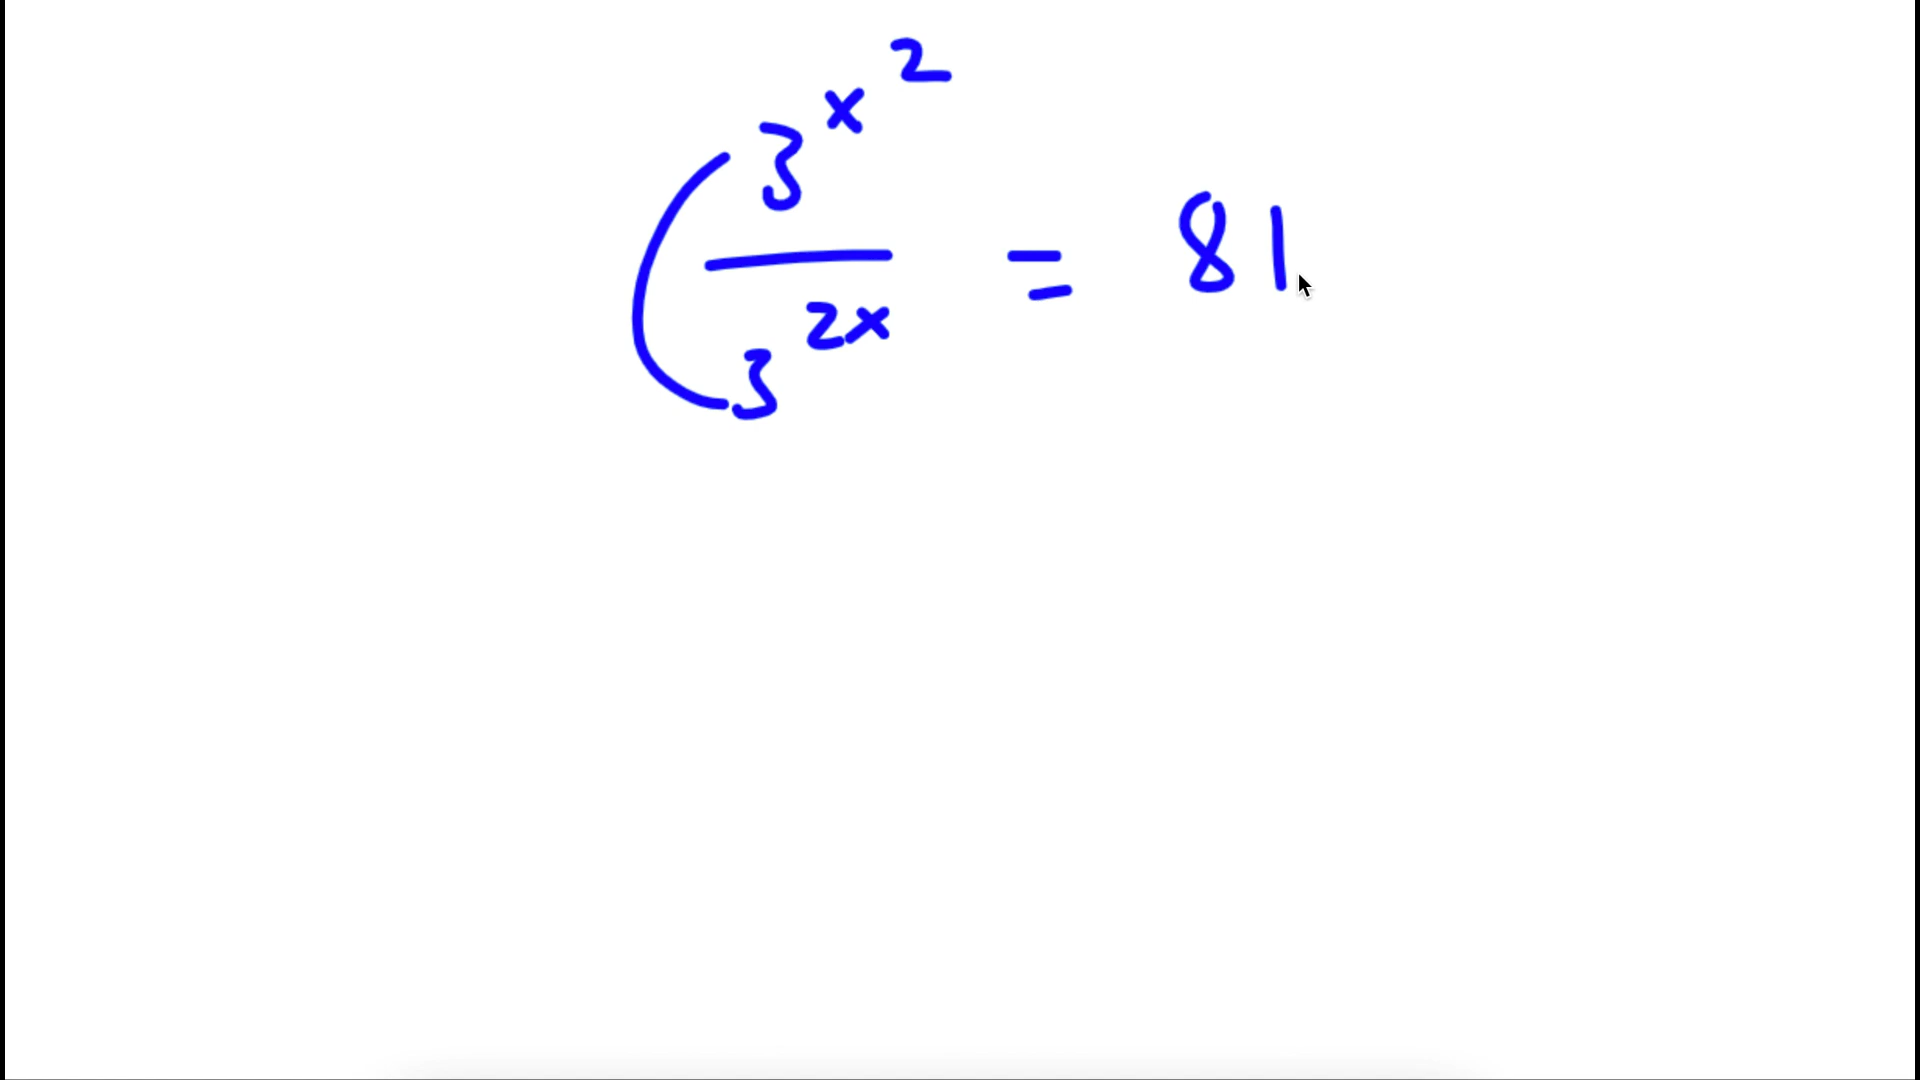 ( 3^{x^2} / 3^{2x} = 81